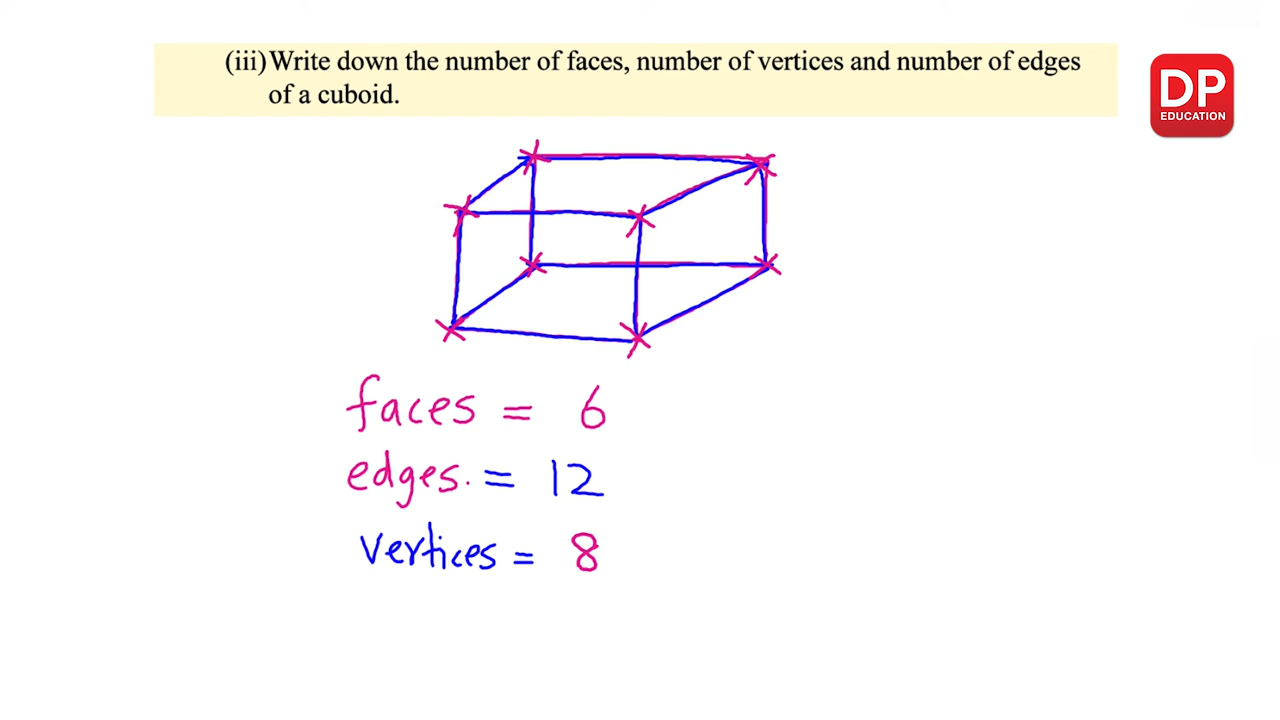 (iii) Write down the number of faces, number of vertices and number of edges
of a cuboid.
DP
EDUCATION
faces = 6
edges. = 12
vertices = 8